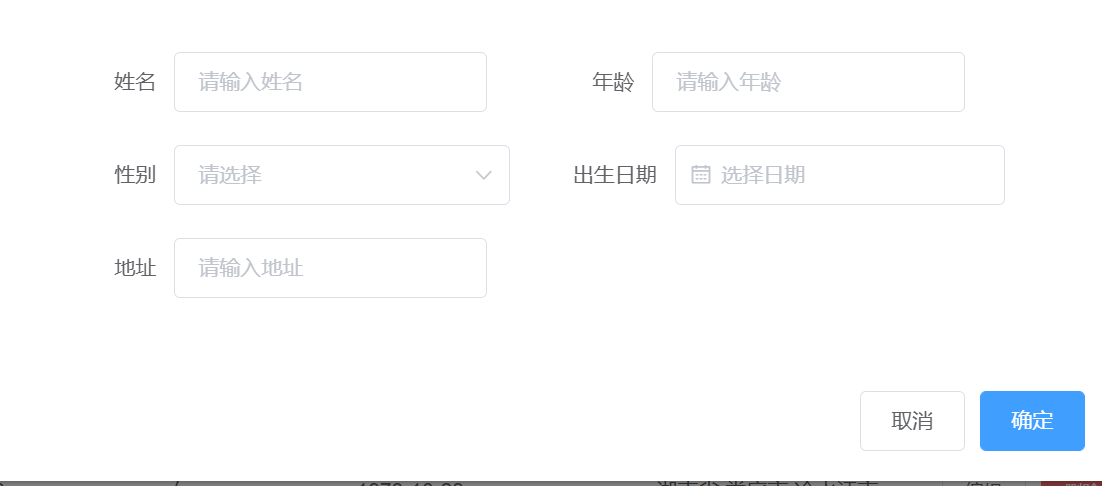 姓名 请输入姓名 年龄 请输入年龄
性别 请选择 出生日期 选择日期
地址 请输入地址
取消 确定